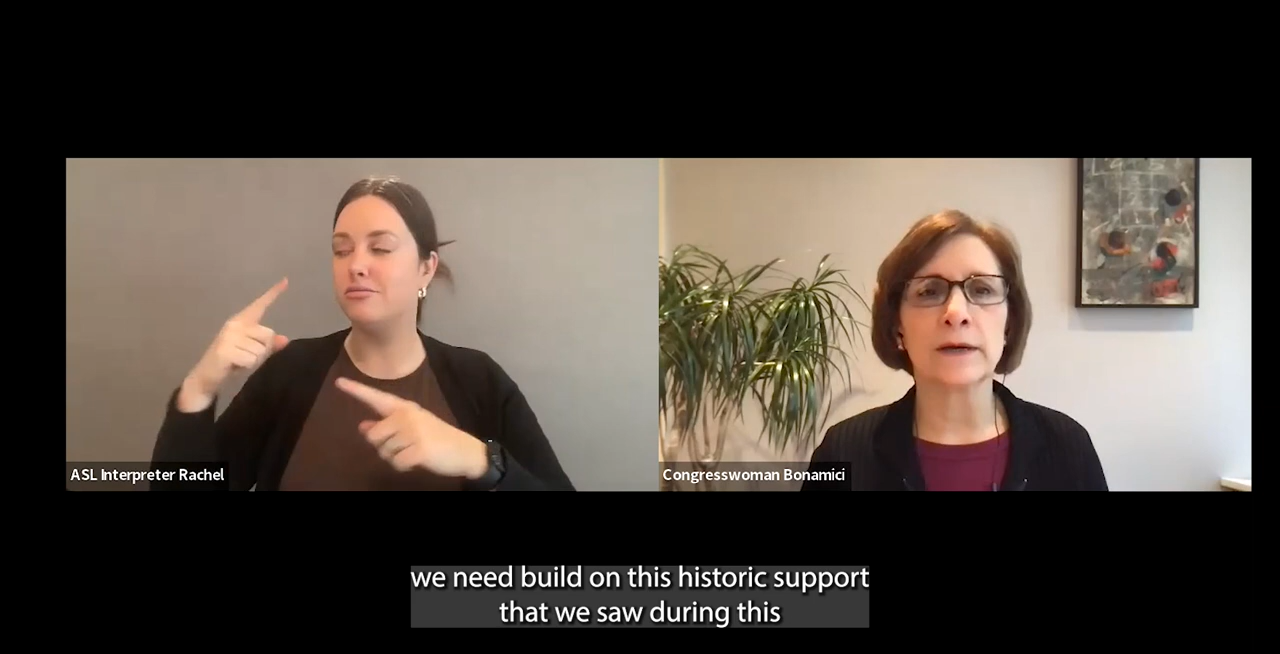 ASL Interpreter Rachel
Congresswoman Bonamici
we need build on this historic support
that we saw during this